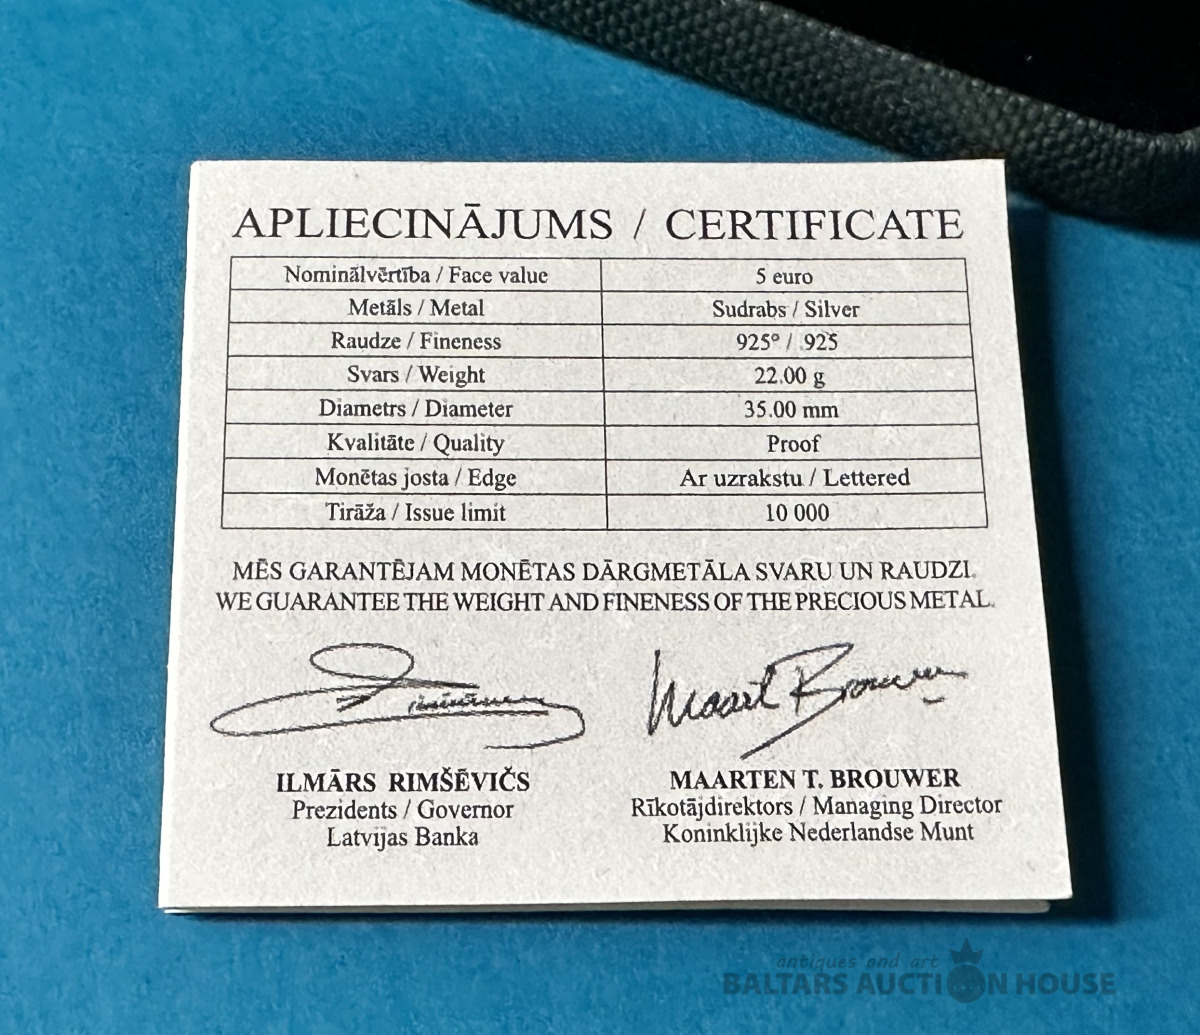 APLIECINĀJUMS / CERTIFICATE
Nominālvērtība / Face value 5 euro
Metāls / Metal Sudrabs / Silver
Raudze / Fineness 925° / .925
Svars / Weight 22.00 g
Diametrs / Diameter 35.00 mm
Kvalitāte / Quality Proof
Monētas josta / Edge Ar uzrakstu / Lettered
Tirāža / Issue limit 10 000
MĒS GARANTĒJAM MONĒTAS DĀRGMETĀLA SVARU UN RAUDZI.
WE GUARANTEE THE WEIGHT AND FINENESS OF THE PRECIOUS METAL.
Maart Brouwer
ILMĀRS RIMŠĒVIČS MAARTEN T. BROUWER
Prezidents / Governor Rīkotājdirektors / Managing Director
Latvijas Banka Koninklijke Nederlandse Munt
antiques and art
BALTARS AUCTION HOUSE